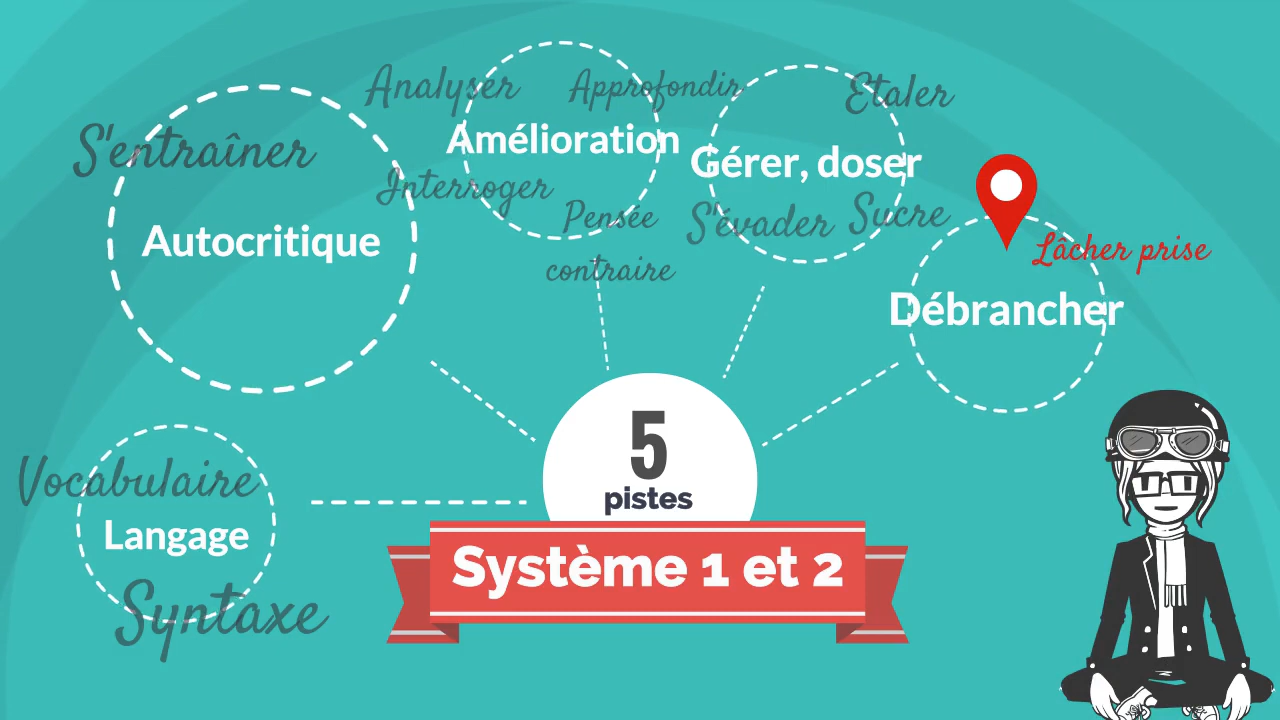 S'entraîner
Autocritique
Analyser
Approfondir
Amélioration
Interroger
Pensée
contraire
Etaler
Gérer, doser
S'évader
Sucre
Lâcher prise
Débrancher
Vocabulaire
Langage
Syntaxe
5
pistes
Système 1 et 2